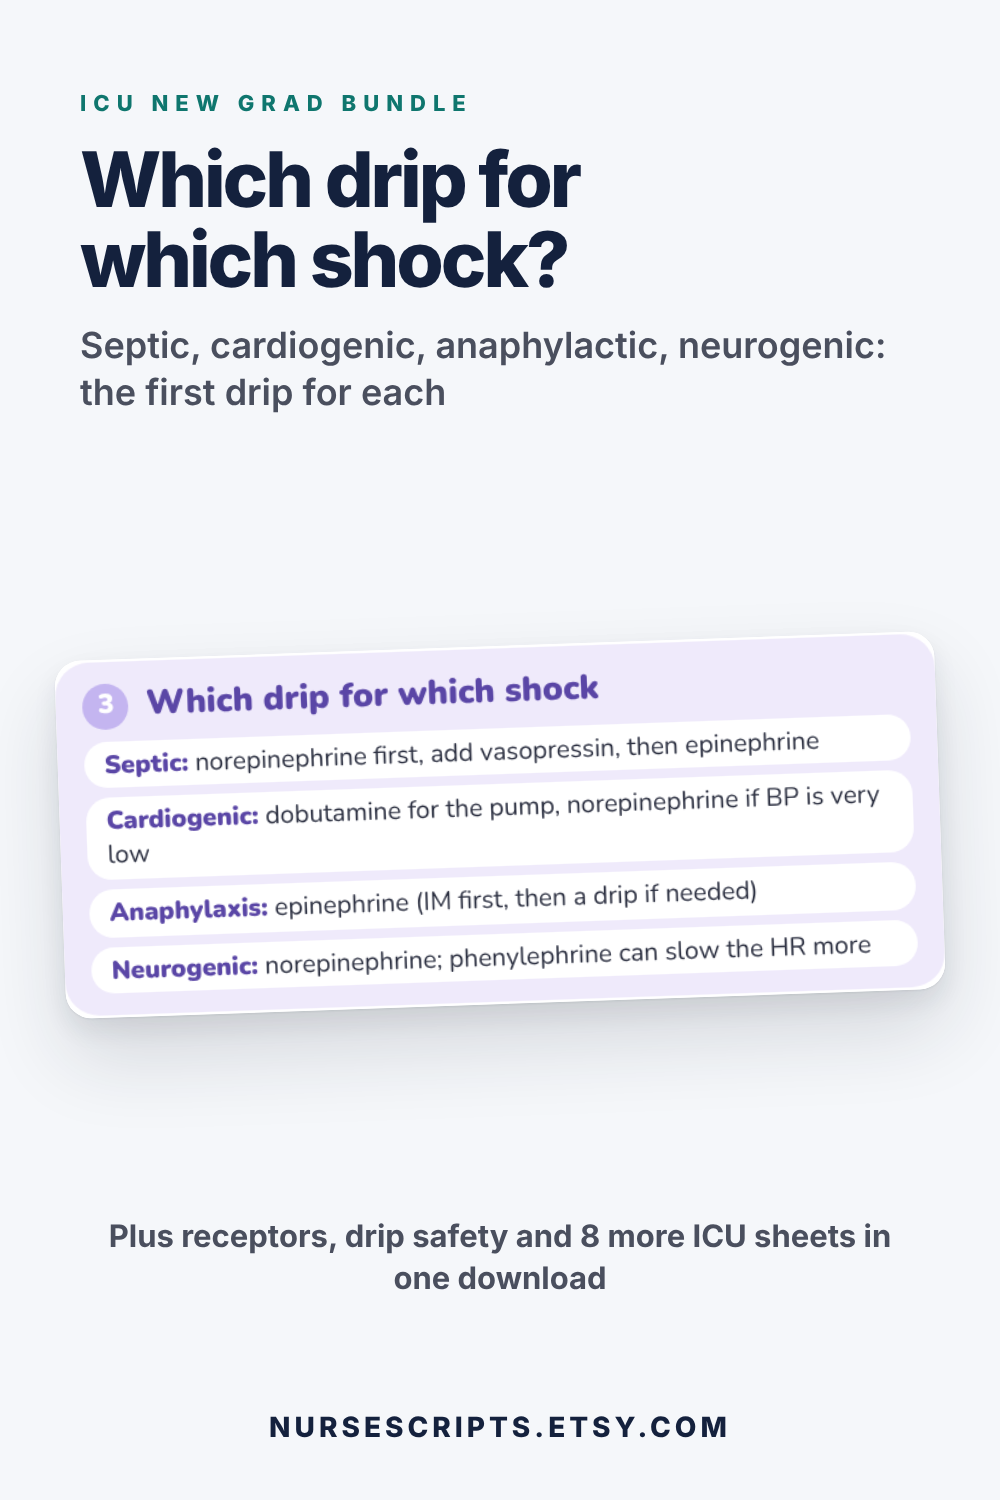 ICU NEW GRAD BUNDLE
Which drip for
which shock?
Septic, cardiogenic, anaphylactic, neurogenic:
the first drip for each
3 Which drip for which shock
Septic: norepinephrine first, add vasopressin, then epinephrine
Cardiogenic: dobutamine for the pump, norepinephrine if BP is very
low
Anaphylaxis: epinephrine (IM first, then a drip if needed)
Neurogenic: norepinephrine; phenylephrine can slow the HR more
Plus receptors, drip safety and 8 more ICU sheets in
one download
NURSESCRIPTS.ETSY.COM